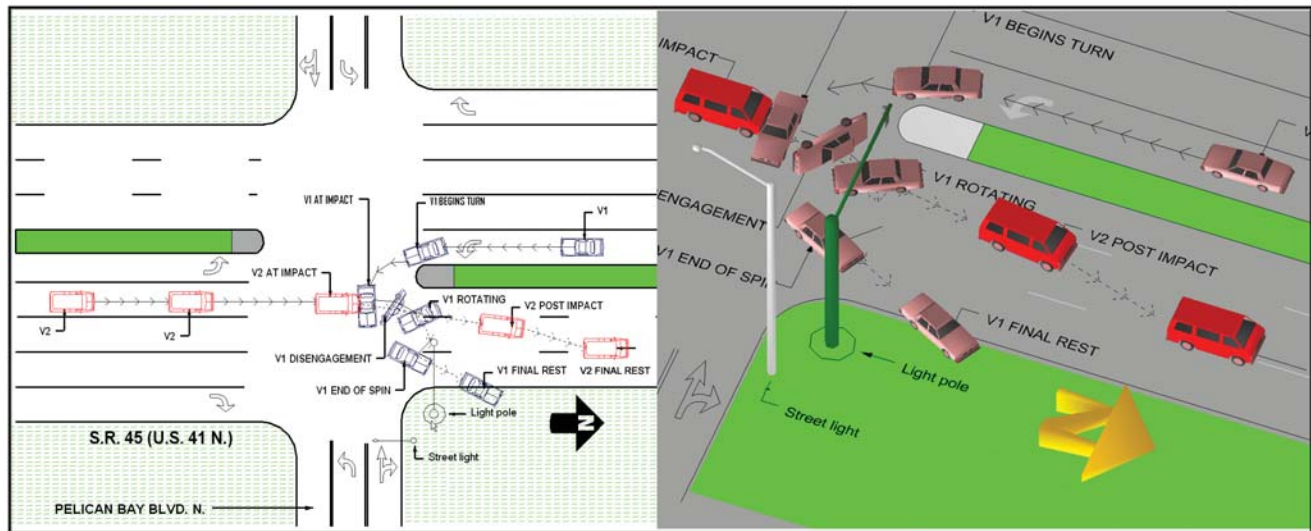 V1 AT IMPACT
V1 BEGINS TURN
V1
V2 AT IMPACT
V1 ROTATING
V2 POST IMPACT
V2
V2
V1 DISENGAGEMENT
V1 FINAL REST
V2 FINAL REST
V1 END OF SPIN
Light pole
N
S.R. 45 (U.S. 41 N.)
Street light
PELICAN BAY BLVD. N.
V1 BEGINS TURN
IMPACT
V
V1 ROTATING
ENGAGEMENT
V2 POST IMPACT
V1 END OF SPIN
V1 FINAL REST
Light pole
Street light
N